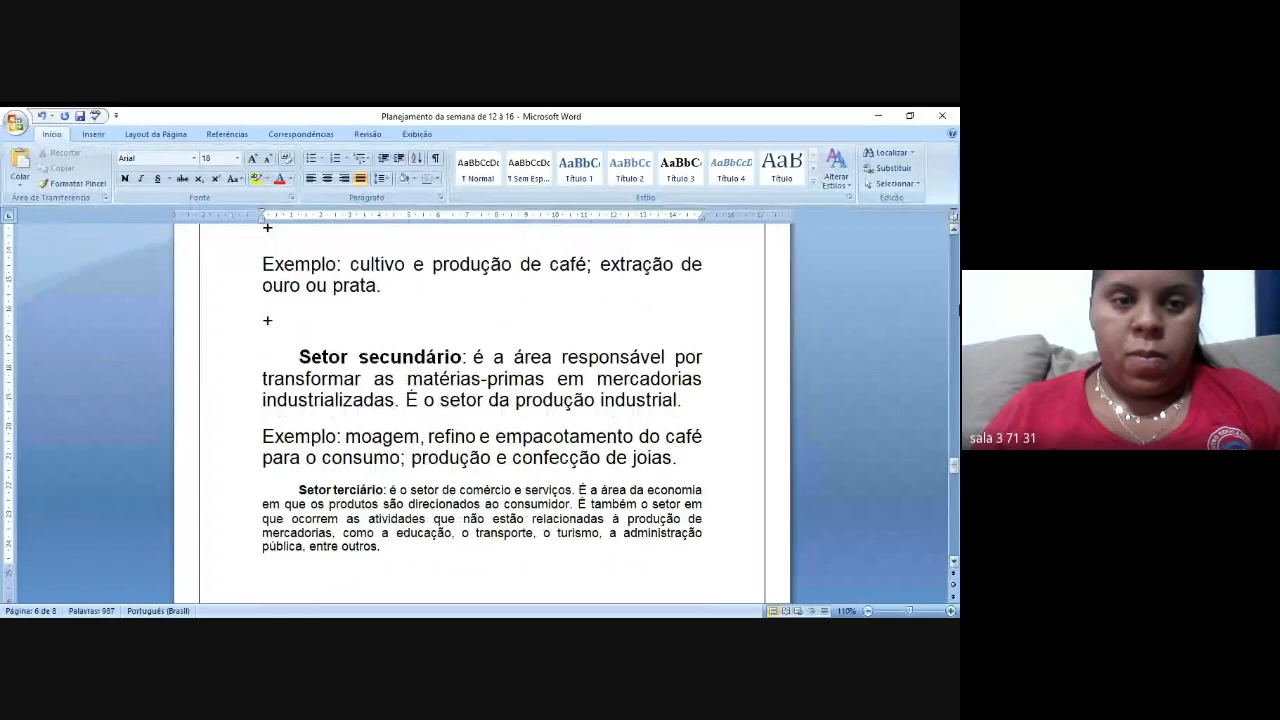 Planejamento da semana de 12 à 16 - Microsoft Word
Início Inserir Layout da Página Referências Correspondências Revisão Exibição
Colar
Recortar
Copiar
Formatar Pincel
Área de Transferência
Arial 18
Fonte
Parágrafo
AaBbCcDc AaBbCcDc AaBbC AaBbCc AaBbC AaBbCcD AaB
¶ Normal ¶ Sem Esp... Título 1 Título 2 Título 3 Título 4 Título
Alterar Estilos
Estilo
Localizar
Substituir
Selecionar
Edição
+
Exemplo: cultivo e produção de café; extração de
ouro ou prata.
+
Setor secundário: é a área responsável por
transformar as matérias-primas em mercadorias
industrializadas. É o setor da produção industrial.
Exemplo: moagem, refino e empacotamento do café
para o consumo; produção e confecção de joias.
Setor terciário: é o setor de comércio e serviços. É a área da economia
em que os produtos são direcionados ao consumidor. É também o setor em
que ocorrem as atividades que não estão relacionadas à produção de
mercadorias, como a educação, o transporte, o turismo, a administração
pública, entre outros.
Página: 6 de 8 Palavras: 987 Português (Brasil) 110%
sala 3 71 31